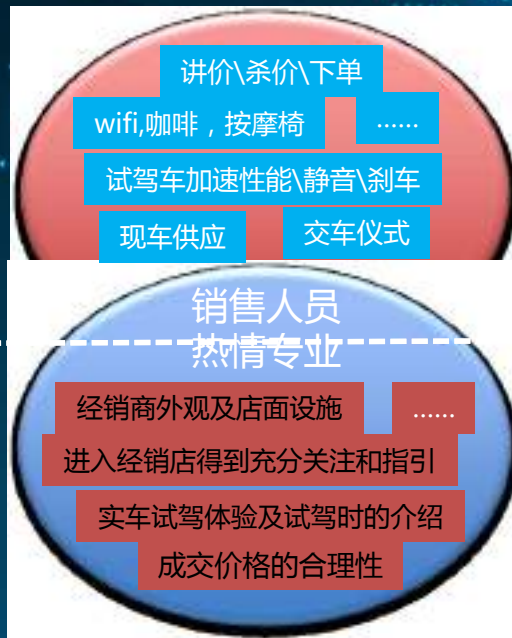 讲价\杀价\下单
wifi,咖啡，按摩椅
……
试驾车加速性能\静音\刹车
现车供应
交车仪式
销售人员
热情专业
经销商外观及店面设施
……
进入经销店得到充分关注和指引
实车试驾体验及试驾时的介绍
成交价格的合理性